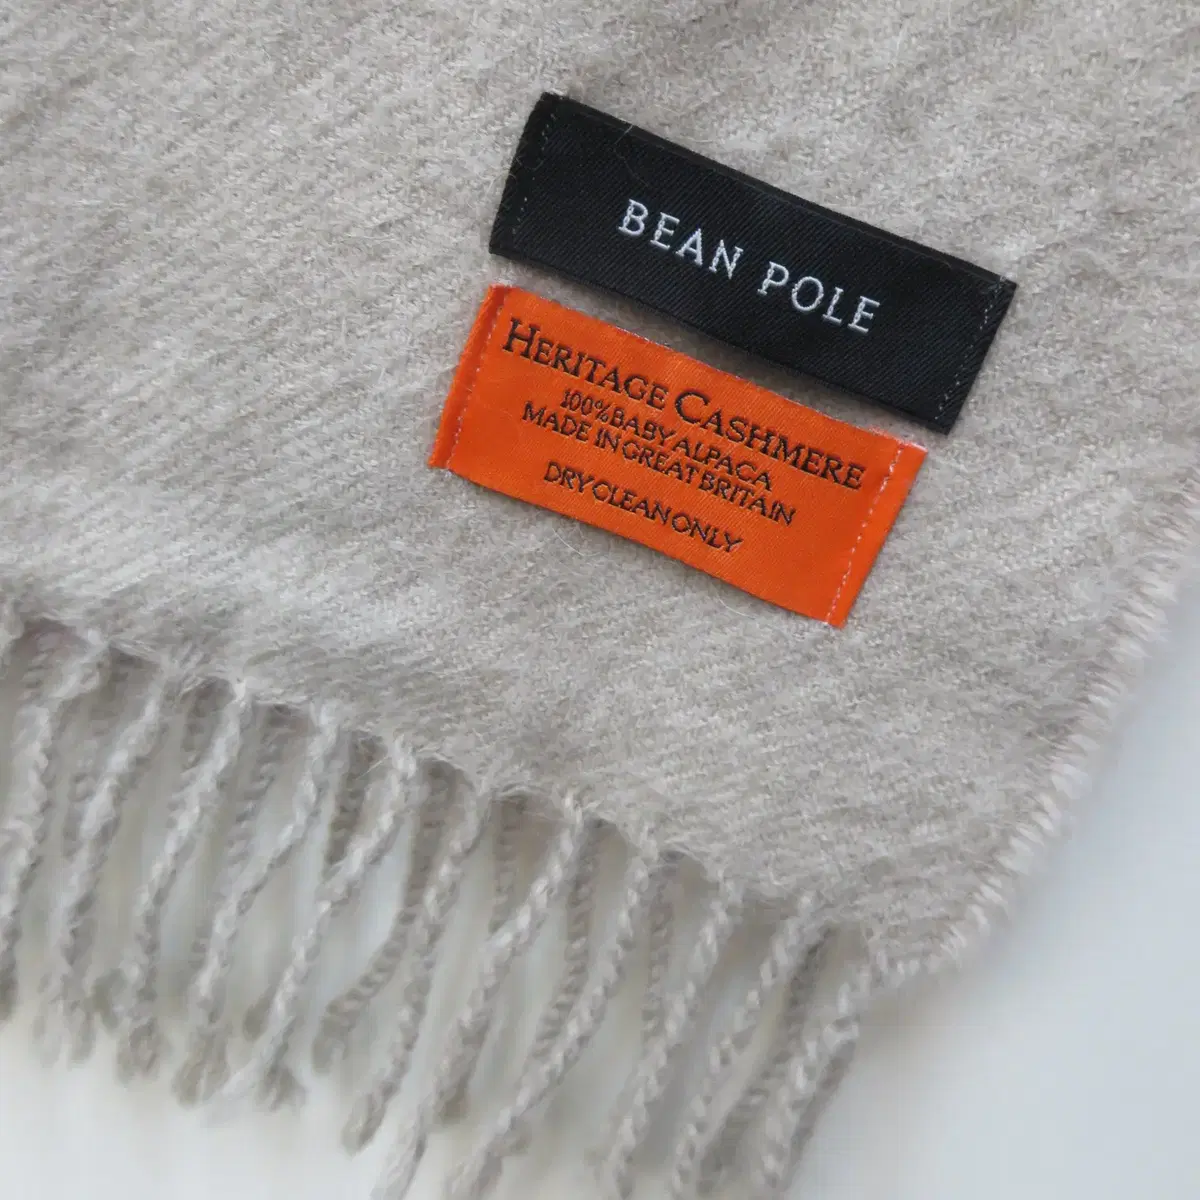 BEAN POLE
HERITAGE CASHMERE
100% BABY ALPACA
MADE IN GREAT BRITAIN
DRY CLEAN ONLY